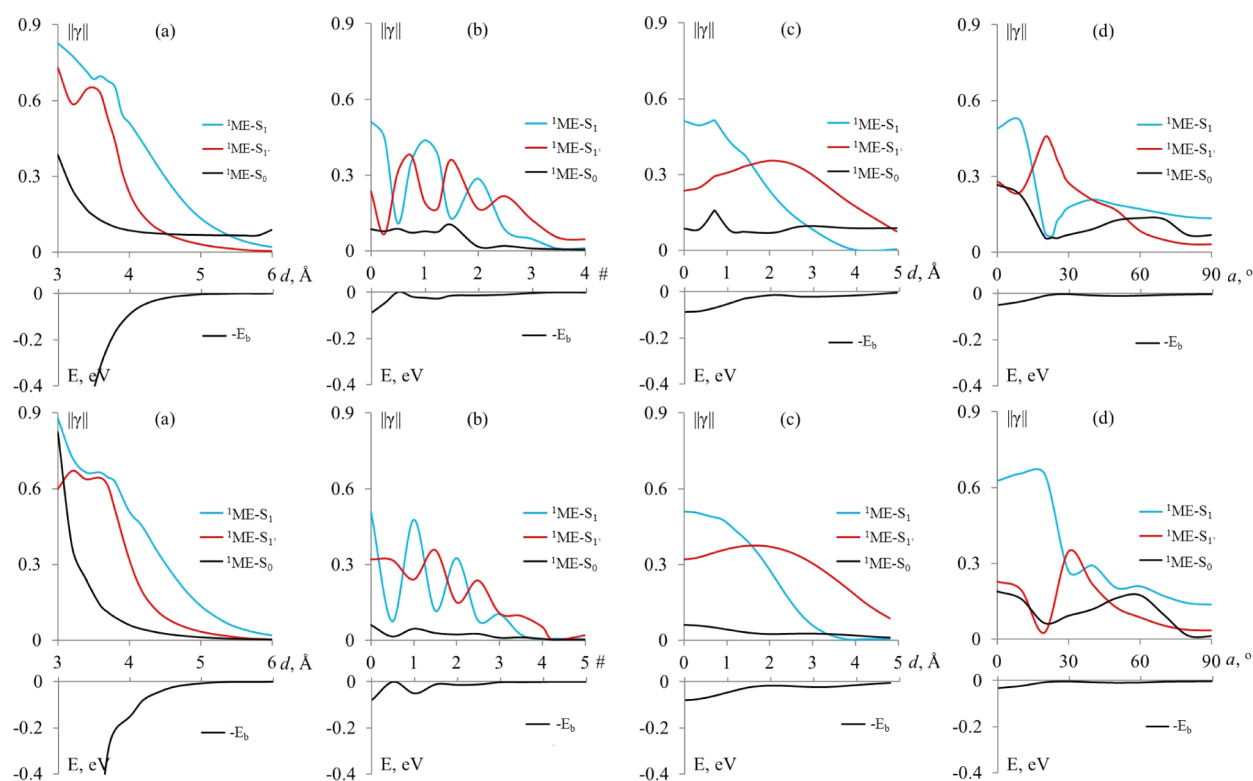 0.9 ||γ|| (a)
0.6
0.3
0
¹ME-S₁
¹ME-S₁'
¹ME-S₀
3 4 5 6 d, Å
0
-0.2
-0.4
-E_b
E, eV
0.9 ||γ|| (b)
0.6
0.3
0
¹ME-S₁
¹ME-S₁'
¹ME-S₀
0 1 2 3 4 #
0
-0.2
-0.4
-E_b
E, eV
0.9 ||γ|| (c)
0.6
0.3
0
¹ME-S₁
¹ME-S₁'
¹ME-S₀
0 1 2 3 4 5 d, Å
0
-0.2
-0.4
-E_b
E, eV
0.9 ||γ|| (d)
0.6
0.3
0
¹ME-S₁
¹ME-S₁'
¹ME-S₀
0 30 60 90 a, º
0
-0.2
-0.4
-E_b
E, eV
0.9 ||γ|| (a)
0.6
0.3
0
¹ME-S₁
¹ME-S₁'
¹ME-S₀
3 4 5 6 d, Å
0
-0.2
-0.4
-E_b
E, eV
0.9 ||γ|| (b)
0.6
0.3
0
¹ME-S₁
¹ME-S₁'
¹ME-S₀
0 1 2 3 4 5 #
0
-0.2
-0.4
-E_b
E, eV
0.9 ||γ|| (c)
0.6
0.3
0
¹ME-S₁
¹ME-S₁'
¹ME-S₀
0 1 2 3 4 5 d, Å
0
-0.2
-0.4
-E_b
E, eV
0.9 ||γ|| (d)
0.6
0.3
0
¹ME-S₁
¹ME-S₁'
¹ME-S₀
0 30 60 90 a, º
0
-0.2
-0.4
-E_b
E, eV